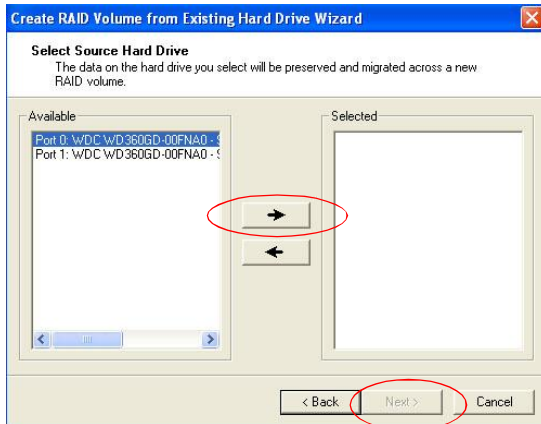 Create RAID Volume from Existing Hard Drive Wizard
Select Source Hard Drive
The data on the hard drive you select will be preserved and migrated across a new
RAID volume.
Available
Selected
Port 0: WDC WD360GD-00FNA0 - S
Port 1: WDC WD360GD-00FNA0 - S
< Back
Next >
Cancel